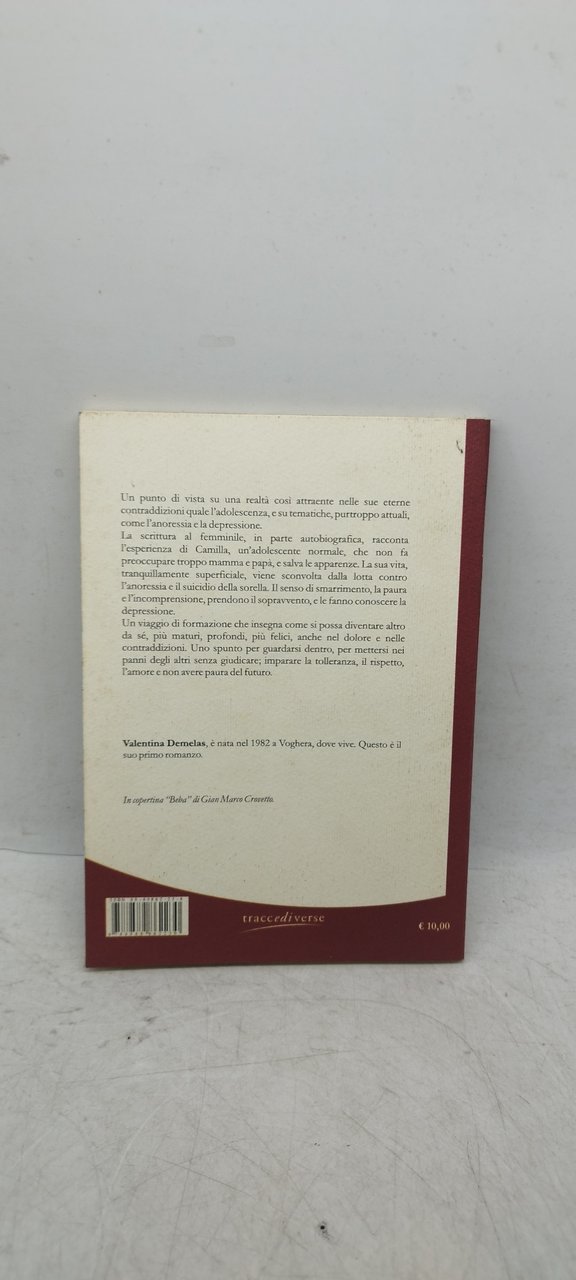 Un punto di vista su una realtà così attraente nelle sue eterne
contraddizioni quale l'adolescenza, e su tematiche, purtroppo attuali,
come l'anoressia e la depressione.
La scrittura al femminile, in parte autobiografica, racconta
l'esperienza di Camilla, un'adolescente normale, che non fa
preoccupare troppo mamma e papà, e salva le apparenze. La sua vita,
tranquillamente superficiale, viene sconvolta dalla lotta contro
l'anoressia e il suicidio della sorella. Il senso di smarrimento, la paura
e l'incomprensione, prendono il sopravvento, e le fanno conoscere la
depressione.
Un viaggio di formazione che insegna come si possa diventare altro
da sé, più maturi, profondi, più felici, anche nel dolore e nelle
contraddizioni. Uno spunto per guardarsi dentro, per mettersi nei
panni degli altri senza giudicare; imparare la tolleranza, il rispetto,
l'amore e non avere paura del futuro.
Valentina Demelas, è nata nel 1982 a Voghera, dove vive. Questo è il
suo primo romanzo.
In copertina "Beba" di Gian Marco Crovetto.
traccediverse
€ 10,00